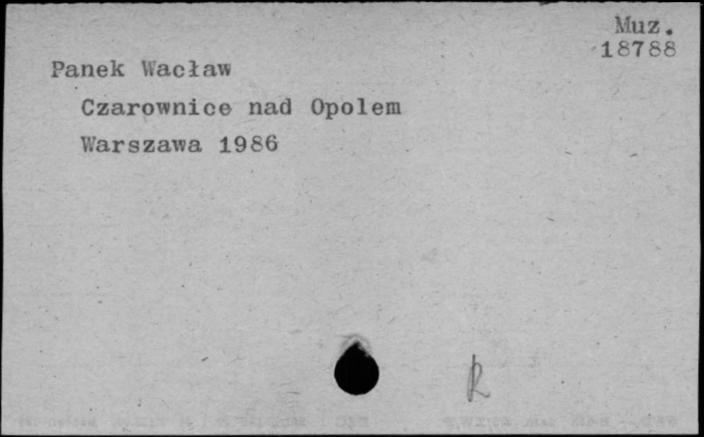 Muz.
18788
Panek Wacław
Czarownice nad Opolem
Warszawa 1986
R